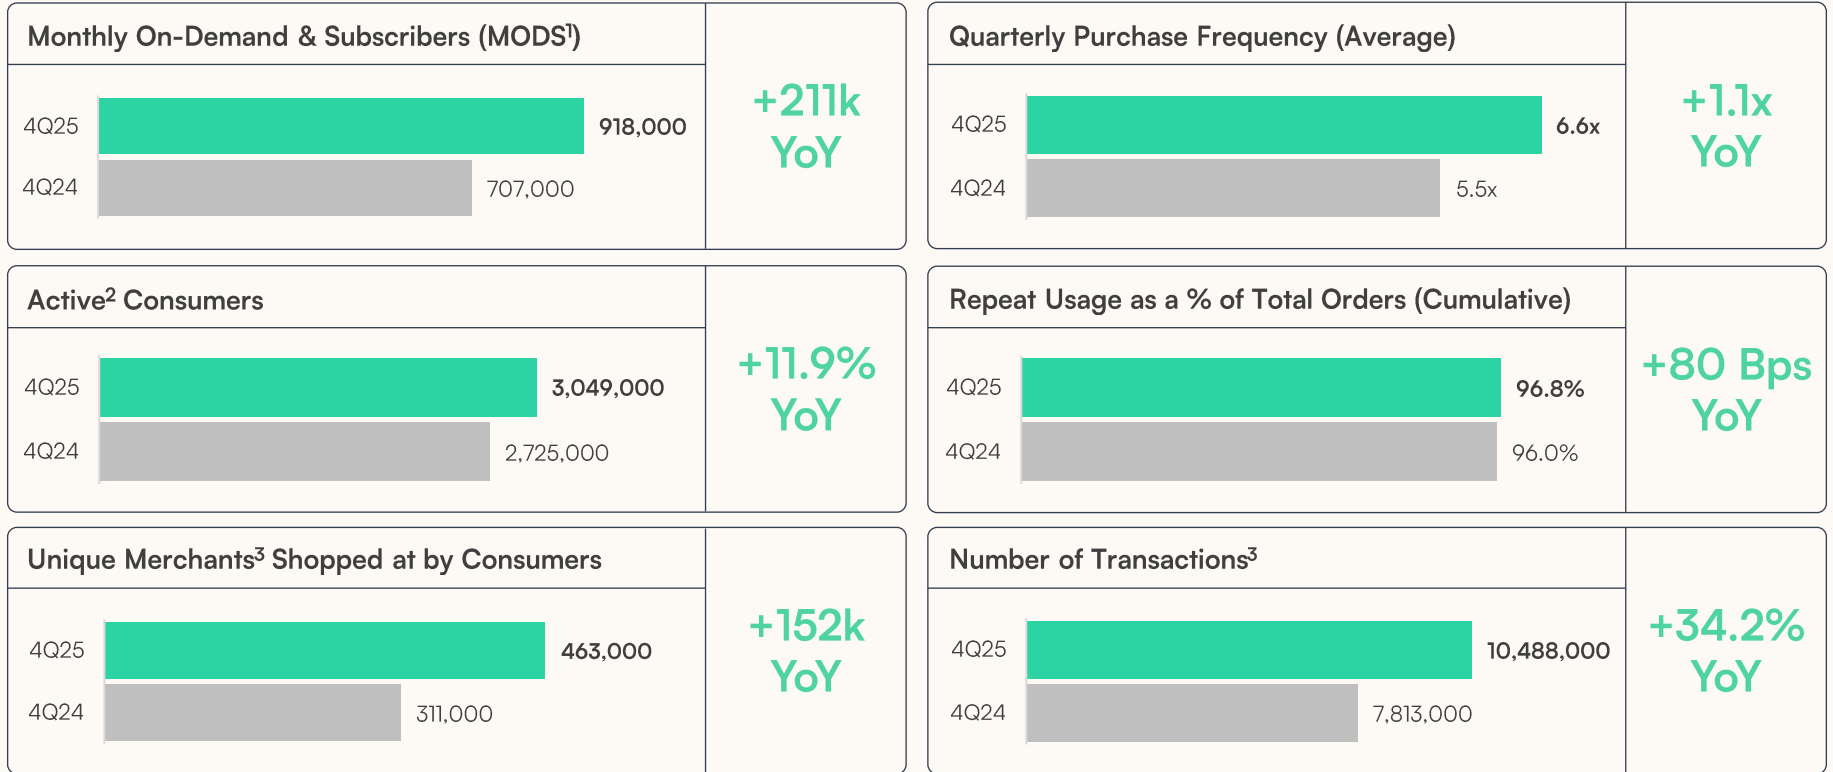 Monthly On-Demand & Subscribers (MODS¹)
4Q25
918,000
4Q24
707,000
+211k
YoY
Quarterly Purchase Frequency (Average)
4Q25
6.6x
4Q24
5.5x
+1.1x
YoY
Active² Consumers
4Q25
3,049,000
4Q24
2,725,000
+11.9%
YoY
Repeat Usage as a % of Total Orders (Cumulative)
4Q25
96.8%
4Q24
96.0%
+80 Bps
YoY
Unique Merchants³ Shopped at by Consumers
4Q25
463,000
4Q24
311,000
+152k
YoY
Number of Transactions³
4Q25
10,488,000
4Q24
7,813,000
+34.2%
YoY